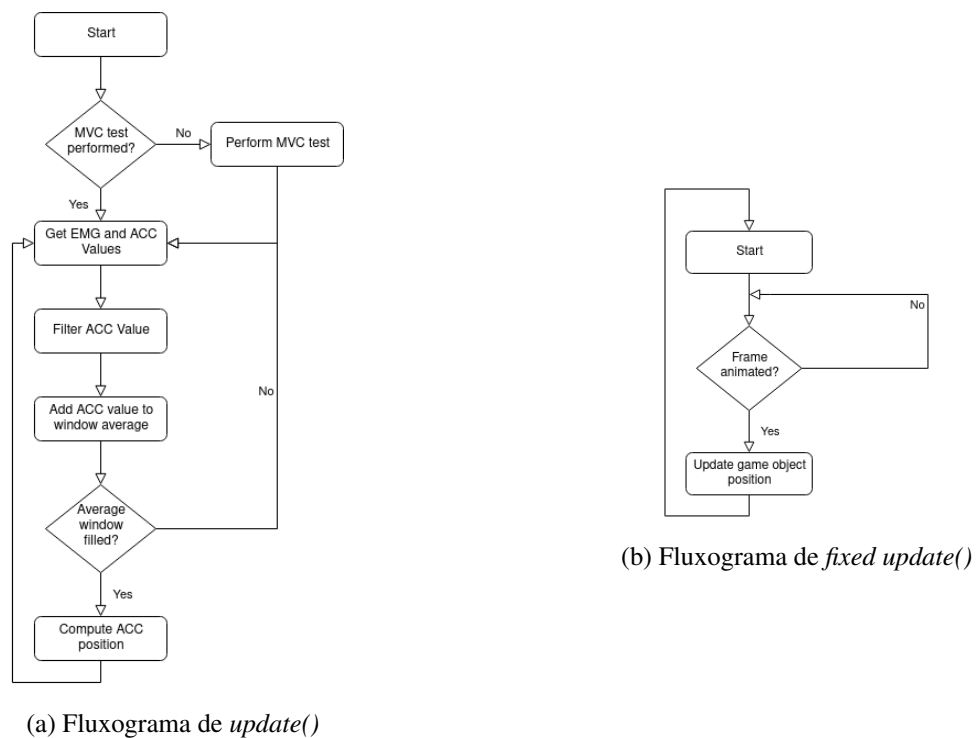 Start
MVC test
performed?
No
Perform MVC test
Yes
Get EMG and ACC
Values
Filter ACC Value
No
Add ACC value to
window average
Average
window
filled?
Yes
Compute ACC
position
(a) Fluxograma de update()
Start
No
Frame
animated?
Yes
Update game object
position
(b) Fluxograma de fixed update()